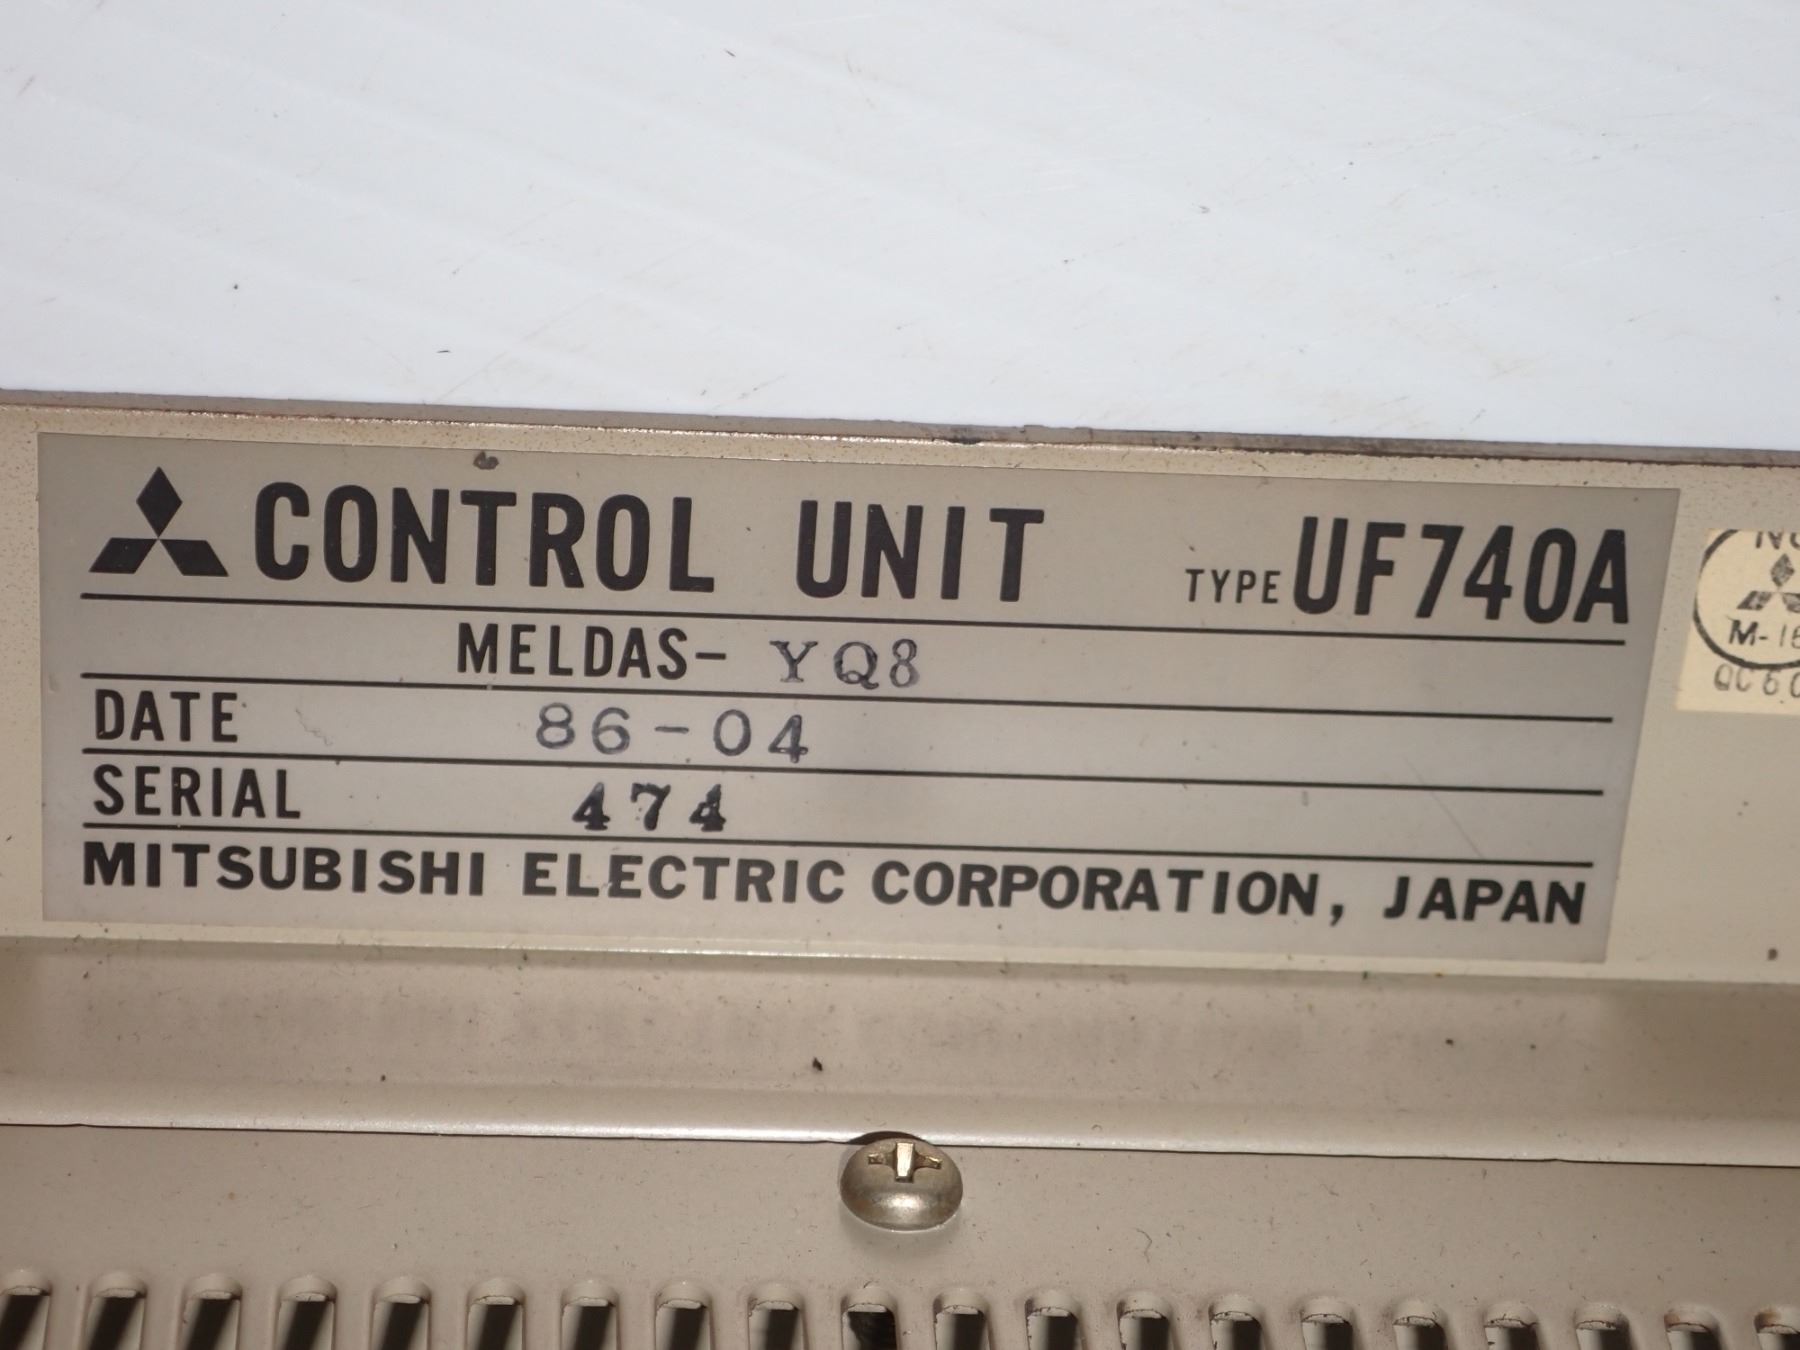 CONTROL UNIT TYPE UF740A
MELDAS- YQ8
DATE 86-04
SERIAL 474
MITSUBISHI ELECTRIC CORPORATION, JAPAN